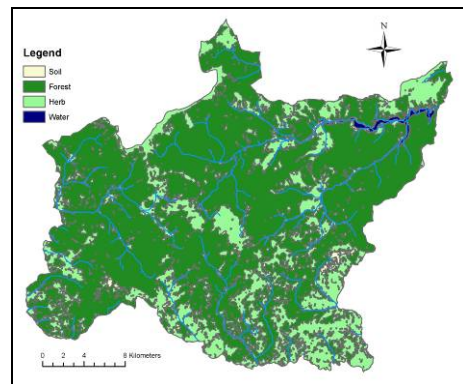 N
Legend
Soil
Forest
Herb
Water
0 2 4 8 Kilometers